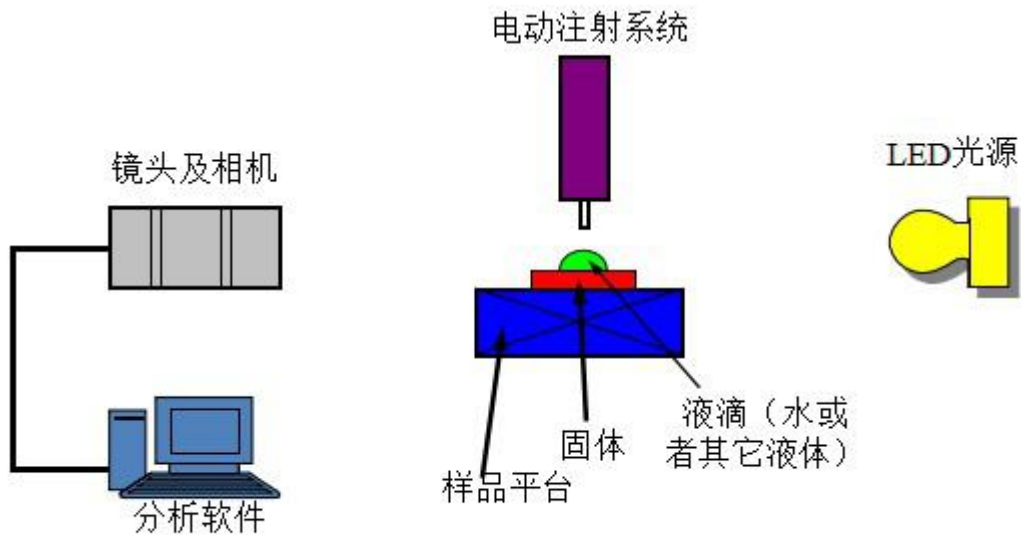 电动注射系统
镜头及相机
LED光源
液滴（水或
者其它液体）
固体
样品平台
分析软件